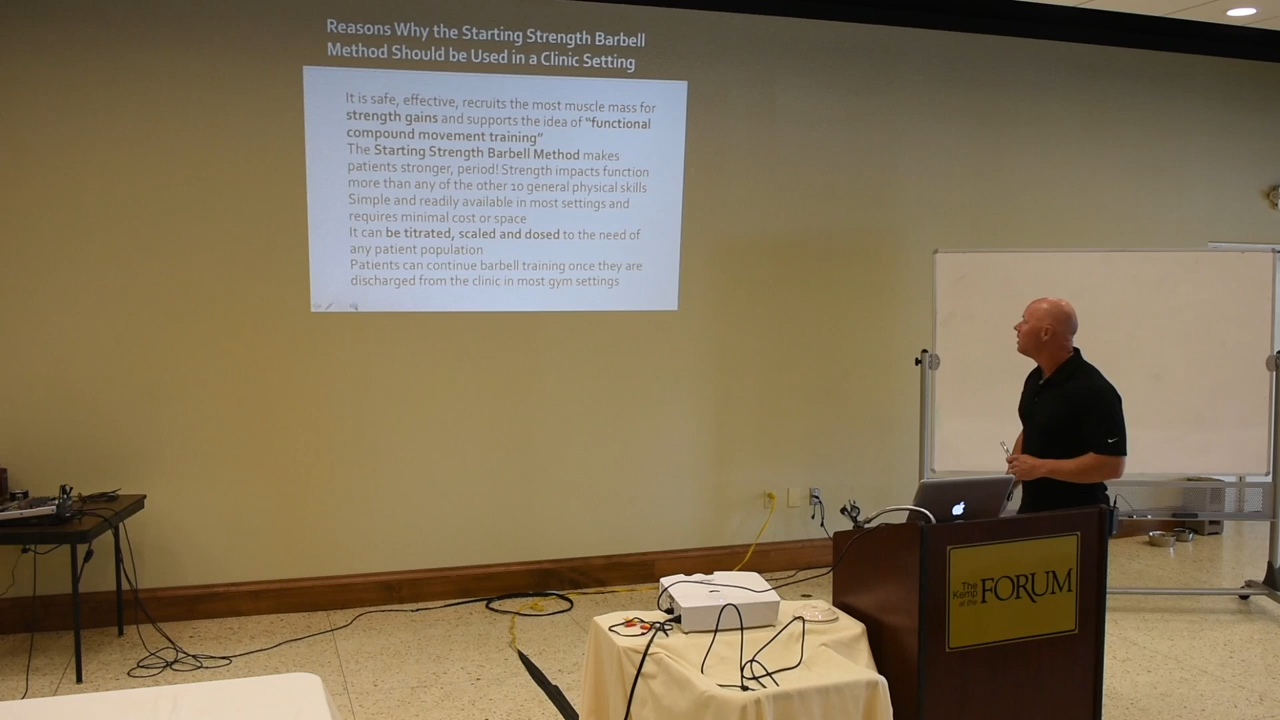 Reasons Why the Starting Strength Barbell
Method Should be Used in a Clinic Setting
It is safe, effective, recruits the most muscle mass for
strength gains and supports the idea of "functional
compound movement training"
The Starting Strength Barbell Method makes
patients stronger, period! Strength impacts function
more than any of the other 10 general physical skills
Simple and readily available in most settings and
requires minimal cost or space
It can be titrated, scaled and dosed to the need of
any patient population
Patients can continue barbell training once they are
discharged from the clinic in most gym settings
The
Kemp
at the
FORUM